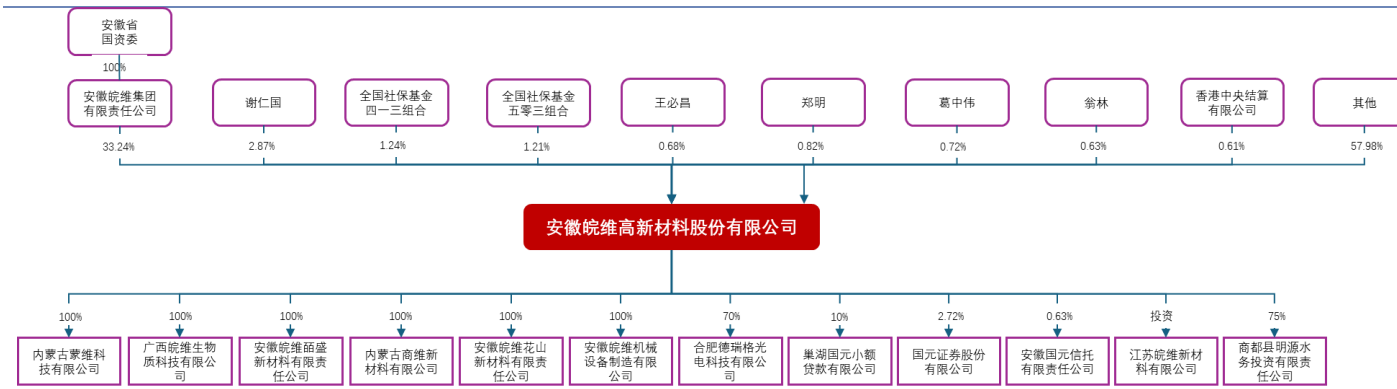 安徽省
国资委
100%
安徽皖维集团
有限责任公司
谢仁国
全国社保基金
四一三组合
全国社保基金
五零三组合
王必昌
郑明
葛中伟
翁林
香港中央结算
有限公司
其他
33.24%
2.87%
1.24%
1.21%
0.68%
0.82%
0.72%
0.63%
0.61%
57.98%
安徽皖维高新材料股份有限公司
100%
100%
100%
100%
100%
100%
70%
10%
2.72%
0.63%
投资
75%
内蒙古蒙维科
技有限公司
广西皖维生物
质科技有限公
司
安徽皖维皕盛
新材料有限责
任公司
内蒙古商维新
材料有限公司
安徽皖维花山
新材料有限责
任公司
安徽皖维机械
设备制造有限
公司
合肥德瑞格光
电科技有限公
司
巢湖国元小额
贷款有限公司
国元证券股份
有限公司
安徽国元信托
有限责任公司
江苏皖维新材
料有限公司
商都县明源水
务投资有限责
任公司